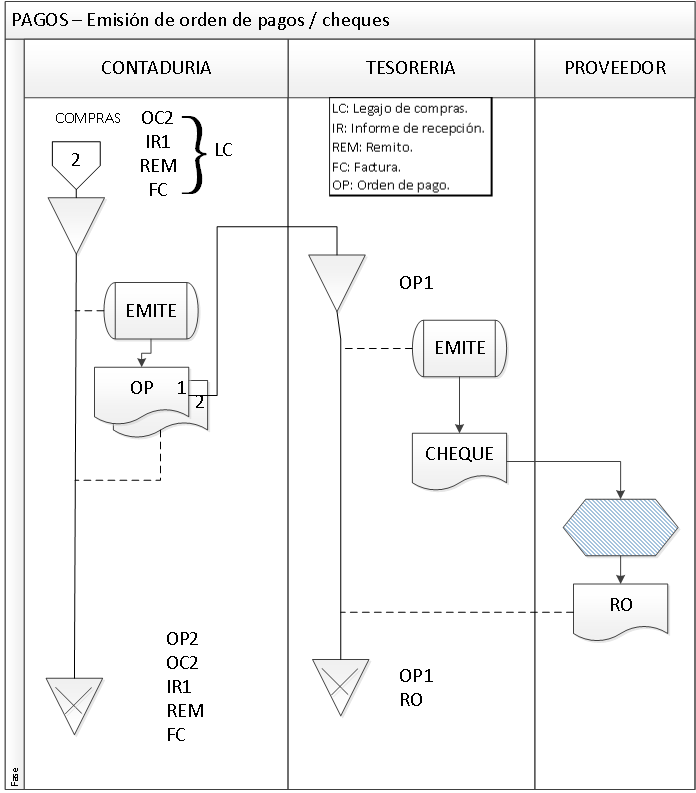 PAGOS – Emisión de orden de pagos / cheques
CONTADURIA
TESORERIA
PROVEEDOR
COMPRAS
2
OC2
IR1
REM
FC
LC
LC: Legajo de compras.
IR: Informe de recepción.
REM: Remito.
FC: Factura.
OP: Orden de pago.
EMITE
OP 1
2
OP1
EMITE
CHEQUE
RO
OP2
OC2
IR1
REM
FC
OP1
RO
Fase